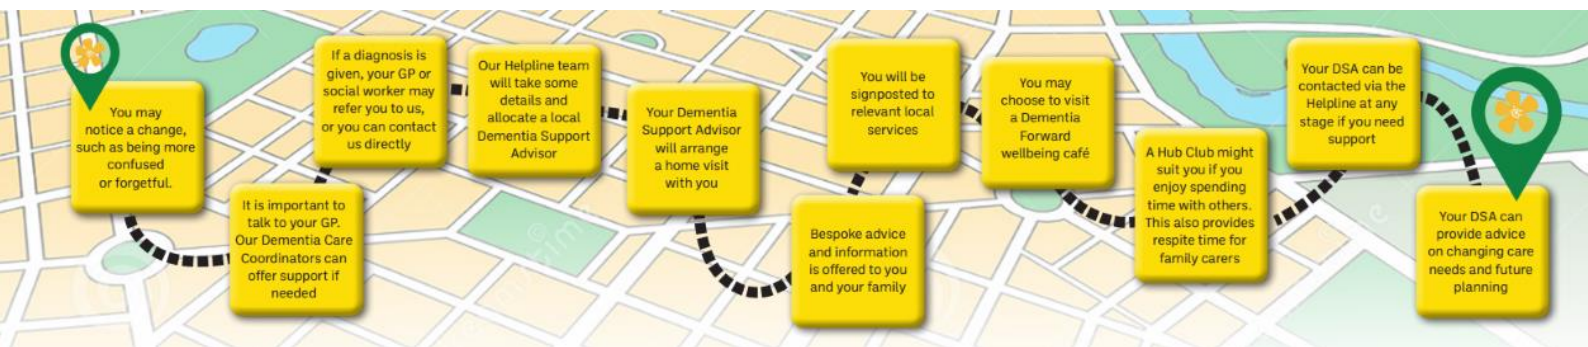 You may
notice a change,
such as being more
confused
or forgetful.
It is important to
talk to your GP.
Our Dementia Care
Coordinators can
offer support if
needed
If a diagnosis is
given, your GP or
social worker may
refer you to us,
or you can contact
us directly
Our Helpline team
will take some
details and
allocate a local
Dementia Support
Advisor
Your Dementia
Support Advisor
will arrange
a home visit
with you
Bespoke advice
and information
is offered to you
and your family
You will be
signposted to
relevant local
services
You may
choose to visit
a Dementia
Forward
wellbeing café
A Hub Club might
suit you if you
enjoy spending
time with others.
This also provides
respite time for
family carers
Your DSA can be
contacted via the
Helpline at any
stage if you need
support
Your DSA can
provide advice
on changing care
needs and future
planning